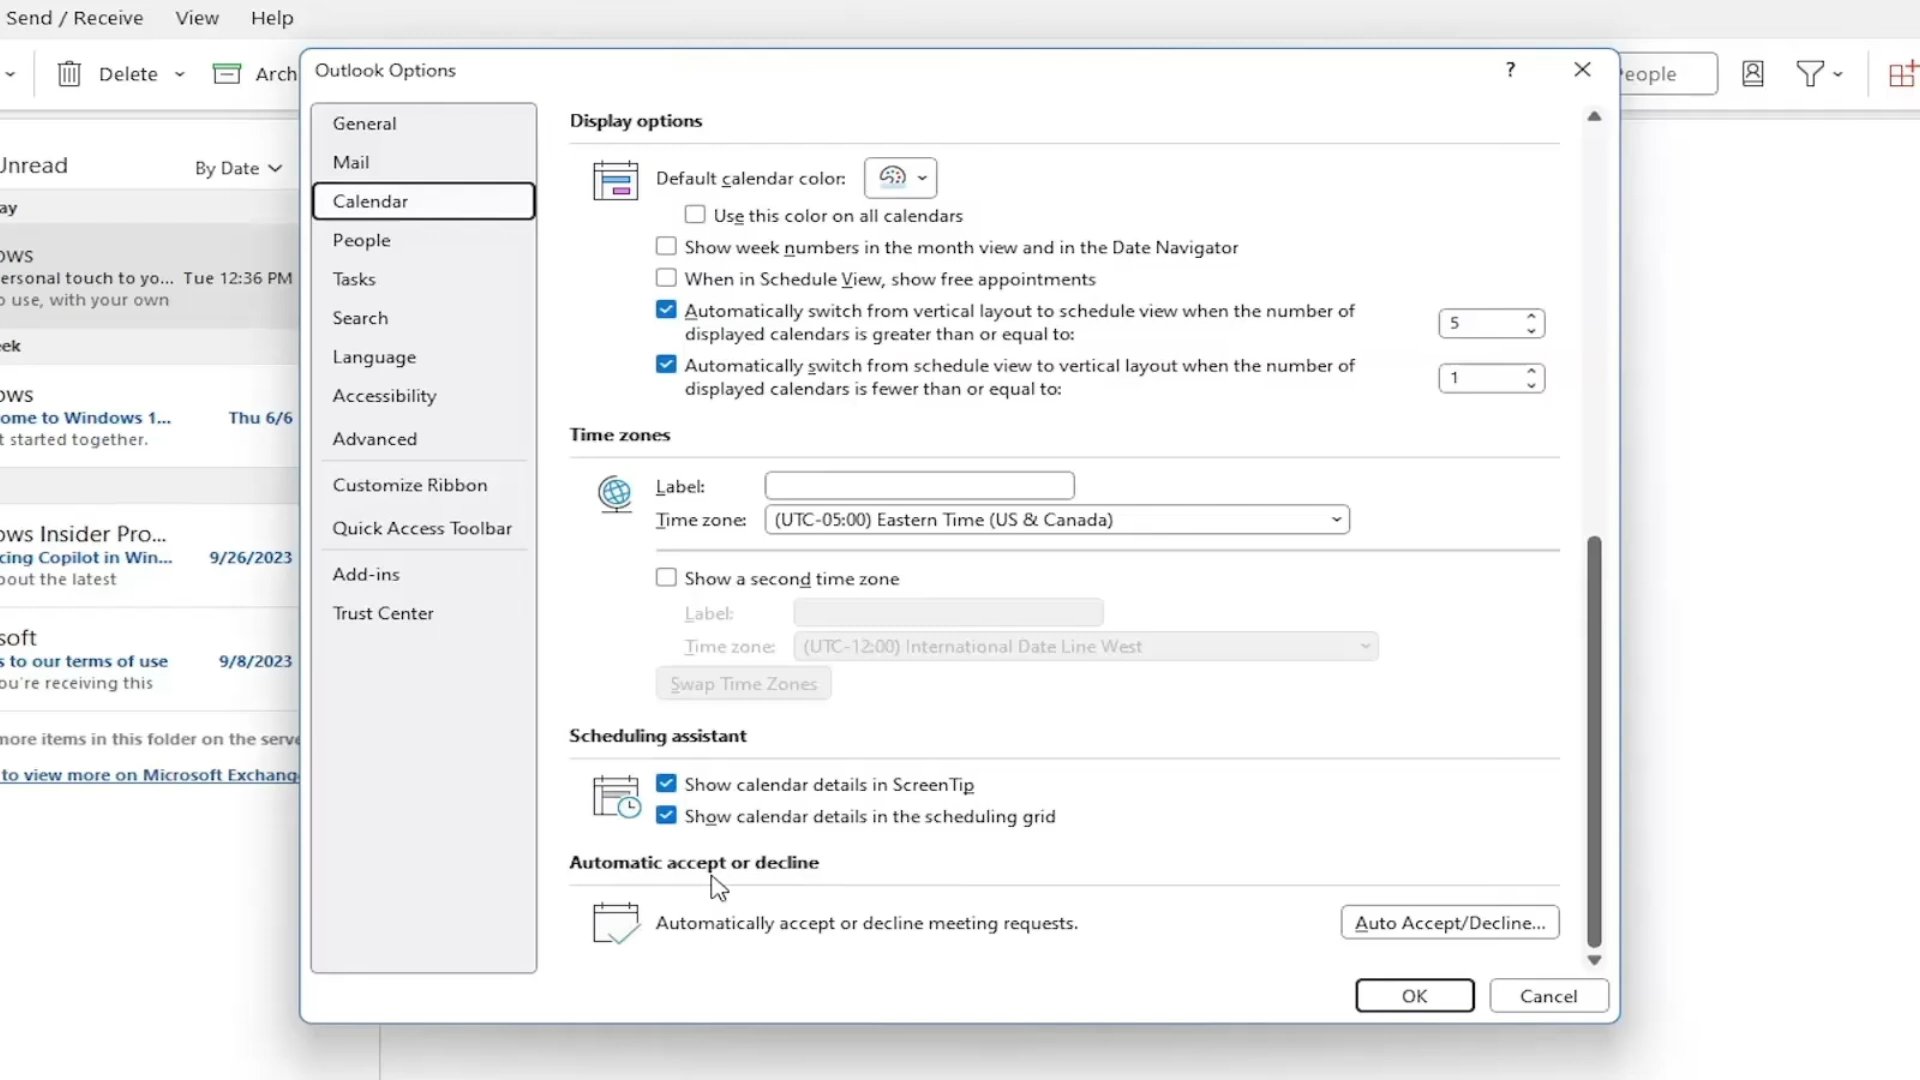 Send / Receive View Help
Delete Arch
eople
Unread By Date
ay
ows
ersonal touch to yo... Tue 12:36 PM
o use, with your own
eek
ows
ome to Windows 1... Thu 6/6
t started together.
ows Insider Pro...
cing Copilot in Win... 9/26/2023
bout the latest
soft
s to our terms of use 9/8/2023
ou're receiving this
more items in this folder on the serve
to view more on Microsoft Exchang
Outlook Options ?
General
Mail
Calendar
People
Tasks
Search
Language
Accessibility
Advanced
Customize Ribbon
Quick Access Toolbar
Add-ins
Trust Center
Display options
Default calendar color:
Use this color on all calendars
Show week numbers in the month view and in the Date Navigator
When in Schedule View, show free appointments
Automatically switch from vertical layout to schedule view when the number of
displayed calendars is greater than or equal to: 5
Automatically switch from schedule view to vertical layout when the number of
displayed calendars is fewer than or equal to: 1
Time zones
Label:
Time zone: (UTC-05:00) Eastern Time (US & Canada)
Show a second time zone
Label:
Time zone: (UTC-12:00) International Date Line West
Swap Time Zones
Scheduling assistant
Show calendar details in ScreenTip
Show calendar details in the scheduling grid
Automatic accept or decline
Automatically accept or decline meeting requests. Auto Accept/Decline...
OK Cancel